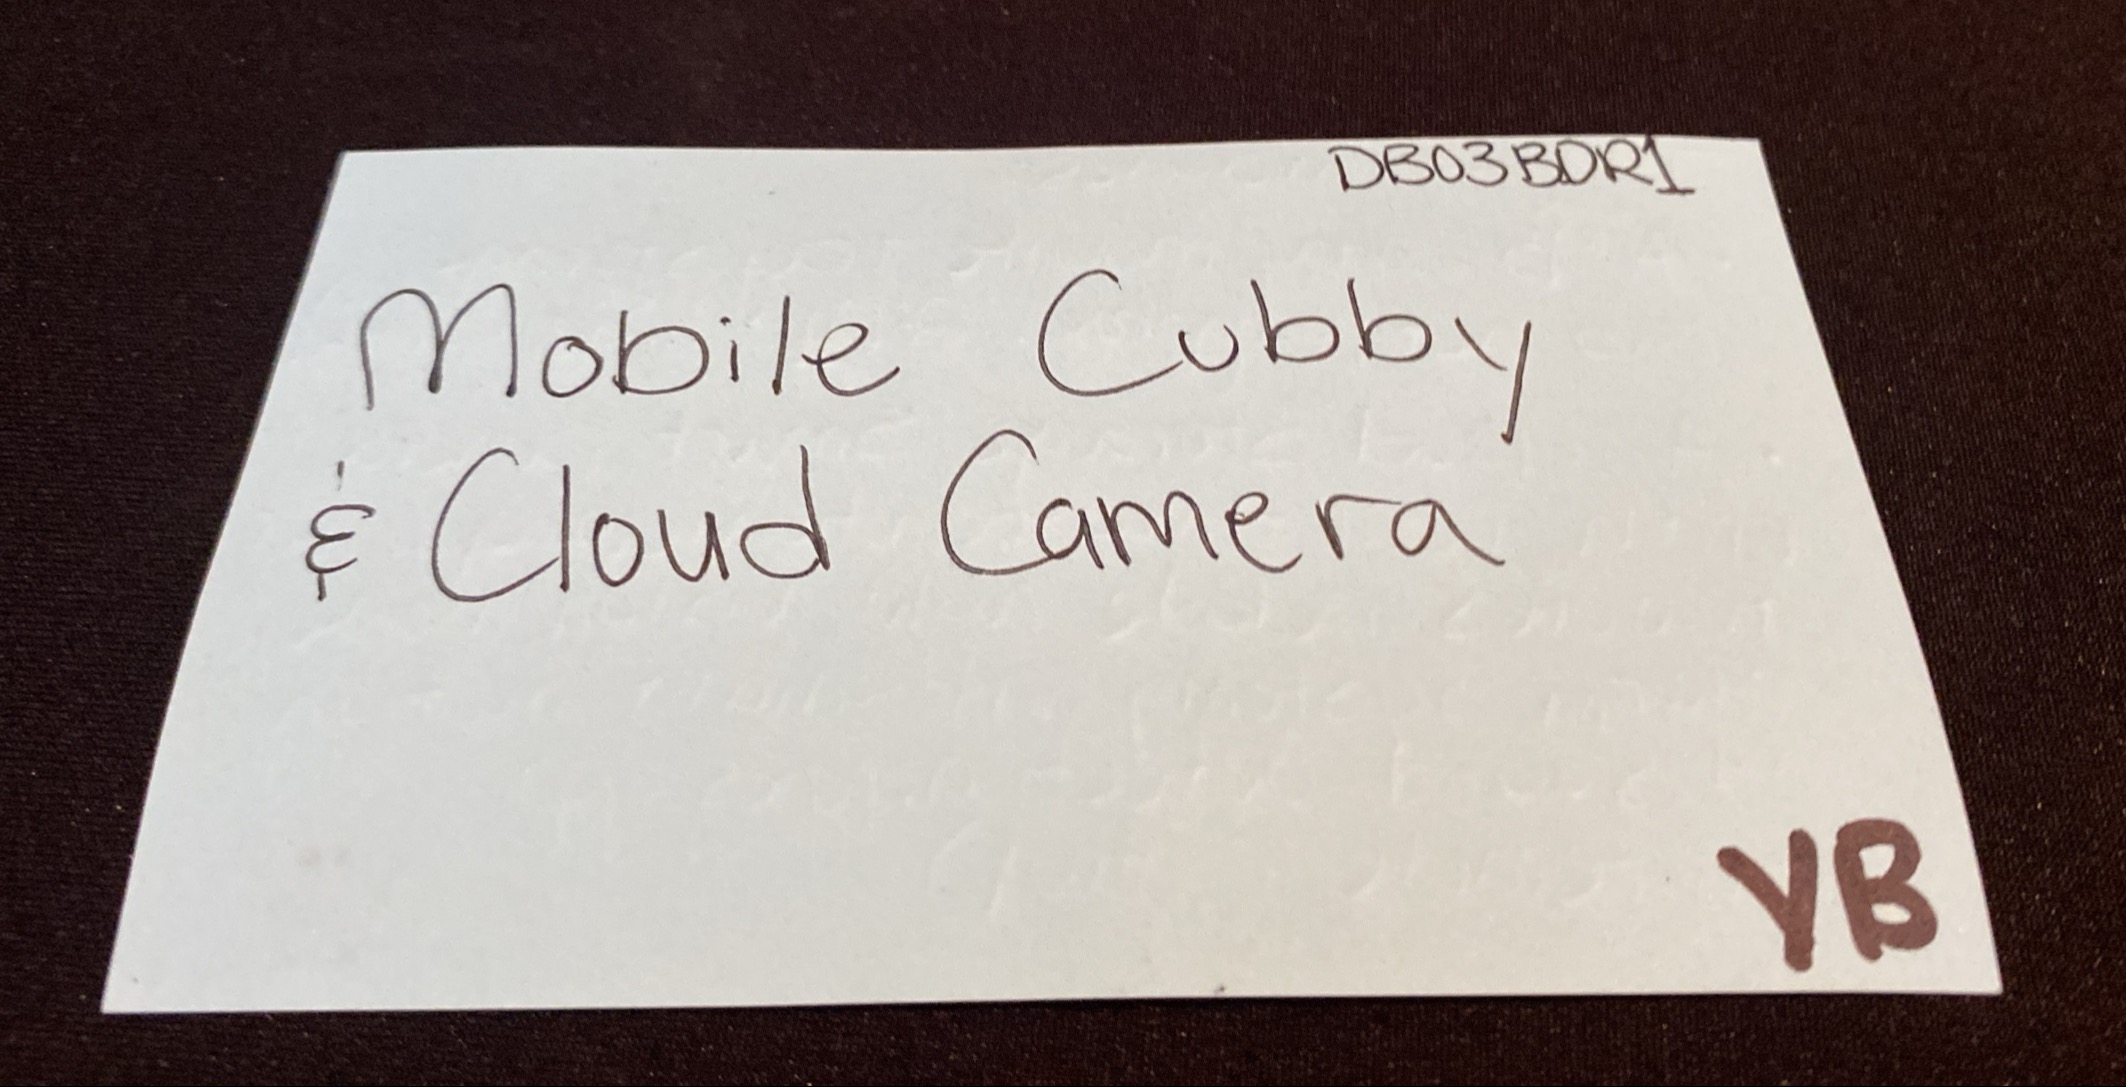 DB03BDR1
Mobile Cubby
& Cloud Camera
YB